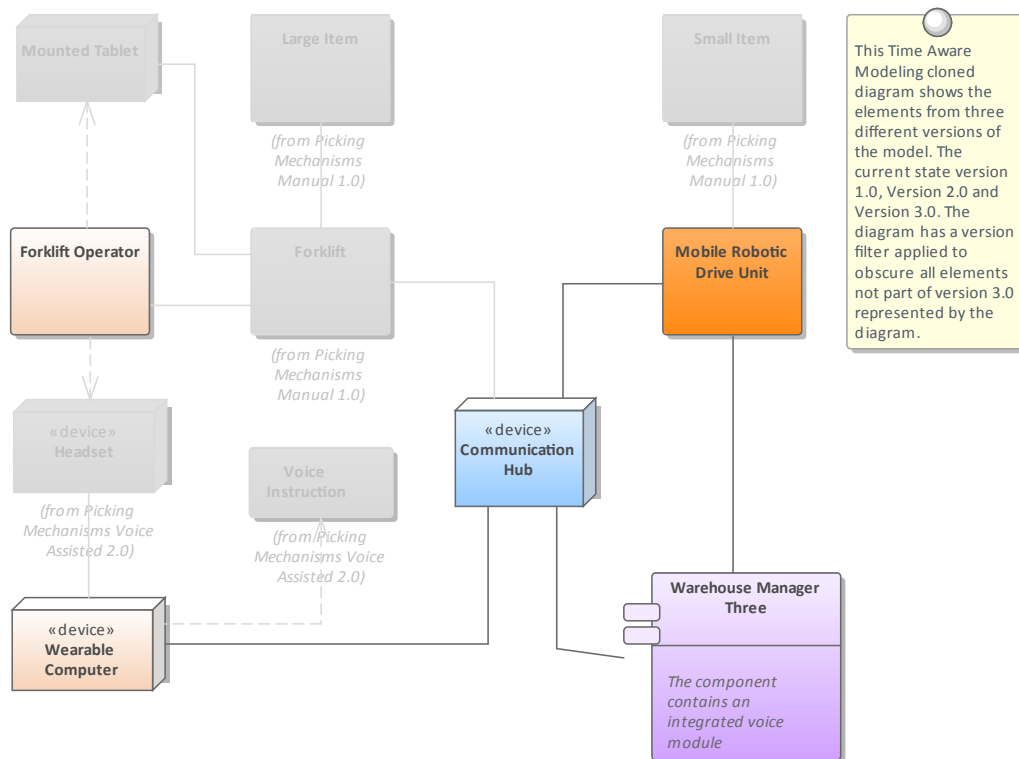 Mounted Tablet
Large Item
(from Picking
Mechanisms
Manual 1.0)
Small Item
(from Picking
Mechanisms
Manual 1.0)
This Time Aware
Modeling cloned
diagram shows the
elements from three
different versions of
the model. The
current state version
1.0, Version 2.0 and
Version 3.0. The
diagram has a version
filter applied to
obscure all elements
not part of version 3.0
represented by the
diagram.
Forklift Operator
Forklift
(from Picking
Mechanisms
Manual 1.0)
Mobile Robotic
Drive Unit
«device»
Headset
(from Picking
Mechanisms Voice
Assisted 2.0)
Voice
Instruction
(from Picking
Mechanisms Voice
Assisted 2.0)
«device»
Communication
Hub
«device»
Wearable
Computer
Warehouse Manager
Three
The component
contains an
integrated voice
module